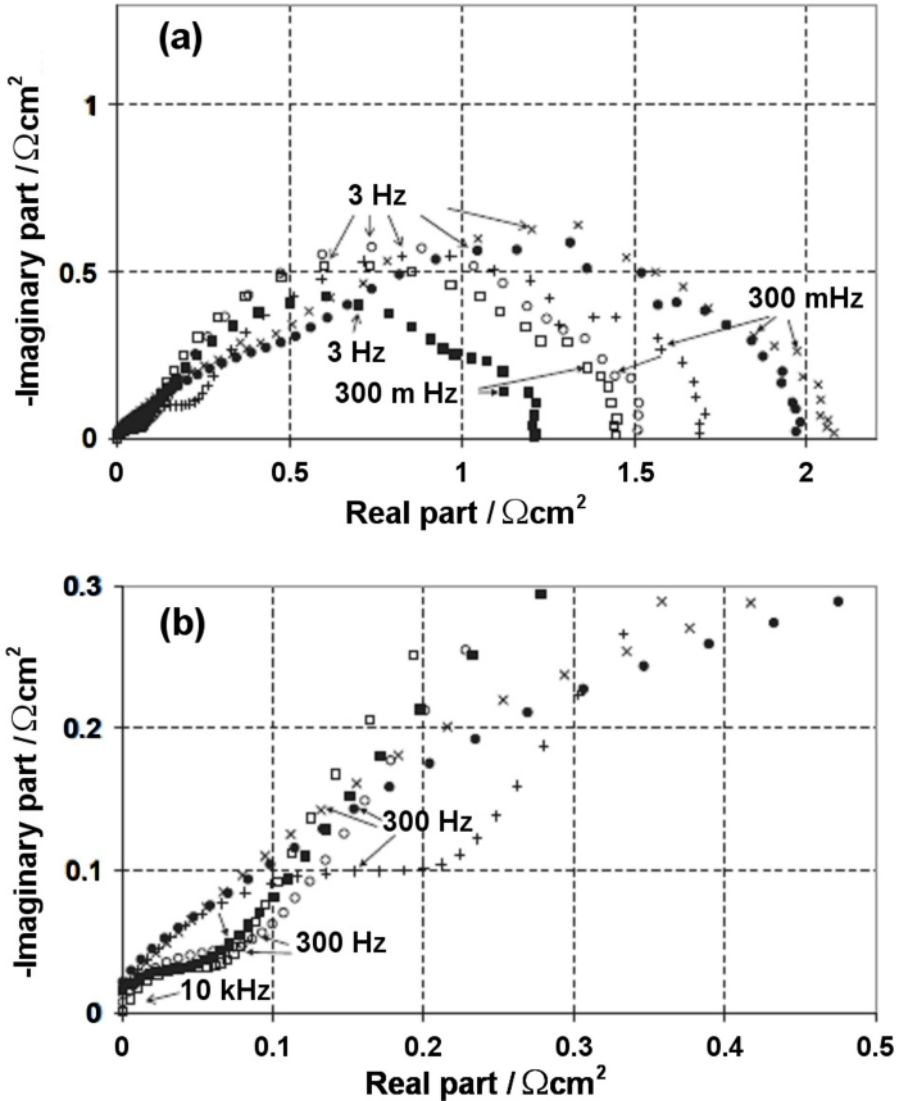 (a)
-Imaginary part / Ωcm²
1
0.5
0
3 Hz
3 Hz
300 mHz
300 m Hz
0 0.5 1 1.5 2
Real part / Ωcm²
(b)
-Imaginary part / Ωcm²
0.3
0.2
0.1
0
300 Hz
300 Hz
10 kHz
0 0.1 0.2 0.3 0.4 0.5
Real part / Ωcm²